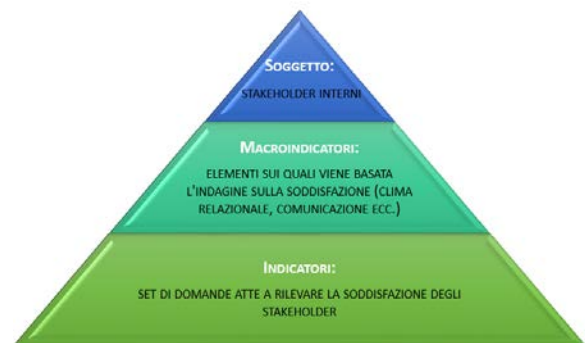 SOGGETTO:
STAKEHOLDER INTERNI
MACROINDICATORI:
ELEMENTI SUI QUALI VIENE BASATA
L'INDAGINE SULLA SODDISFAZIONE (CLIMA
RELAZIONALE, COMUNICAZIONE ECC.)
INDICATORI:
SET DI DOMANDE ATTE A RILEVARE LA SODDISFAZIONE DEGLI
STAKEHOLDER